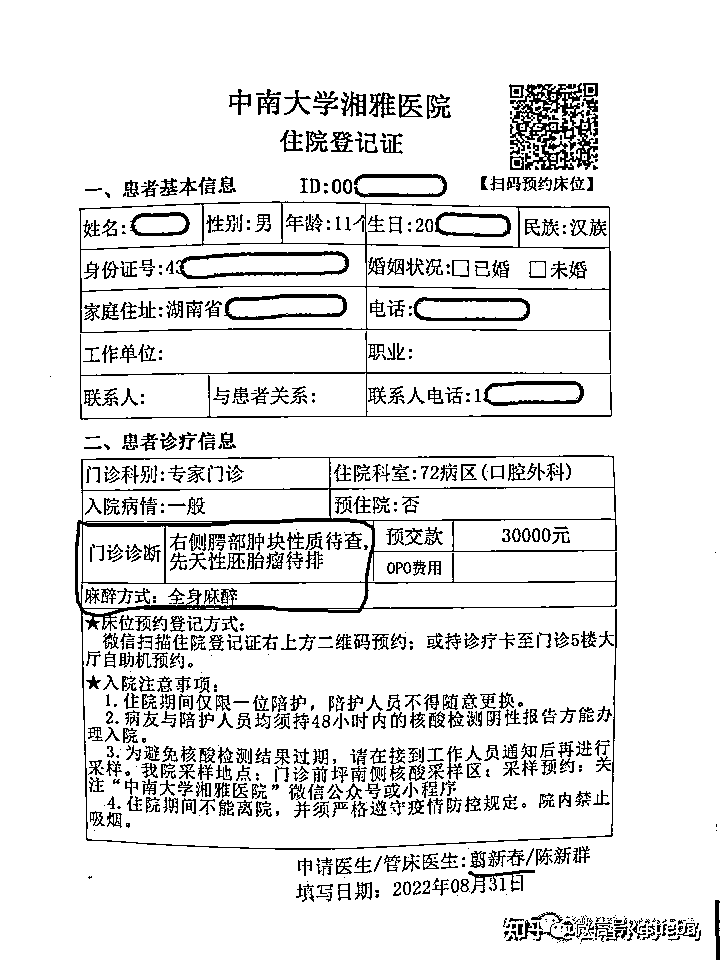 中南大学湘雅医院
住院登记证
一、患者基本信息 ID:00 【扫码预约床位】
姓名: 性别:男 年龄:11个 生日:20 民族:汉族
身份证号:43 婚姻状况:□已婚 □未婚
家庭住址:湖南省 电话:
工作单位: 职业:
联系人: 与患者关系: 联系人电话:1
二、患者诊疗信息
门诊科别:专家门诊 住院科室:72病区(口腔外科)
入院病情:一般 预住院:否
门诊诊断 右侧腭部肿块性质待查, 预交款 30000元
先天性胚胎瘤待排 OPO费用
麻醉方式: 全身麻醉
★床位预约登记方式:
微信扫描住院登记证右上方二维码预约; 或持诊疗卡至门诊5楼大
厅自助机预约。
★入院注意事项:
1. 住院期间仅限一位陪护, 陪护人员不得随意更换。
2. 病友与陪护人员均须持48小时内的核酸检测阴性报告方能办
理入院。
3. 为避免核酸检测结果过期, 请在接到工作人员通知后再进行
采样。我院采样地点: 门诊前坪南侧核酸采样区; 采样预约: 关
注“中南大学湘雅医院”微信公众号或小程序
4. 住院期间不能离院, 并须严格遵守疫情防控规定。院内禁止
吸烟。
申请医生/管床医生: 翦新春/陈新群
填写日期: 2022年08月31日
知乎